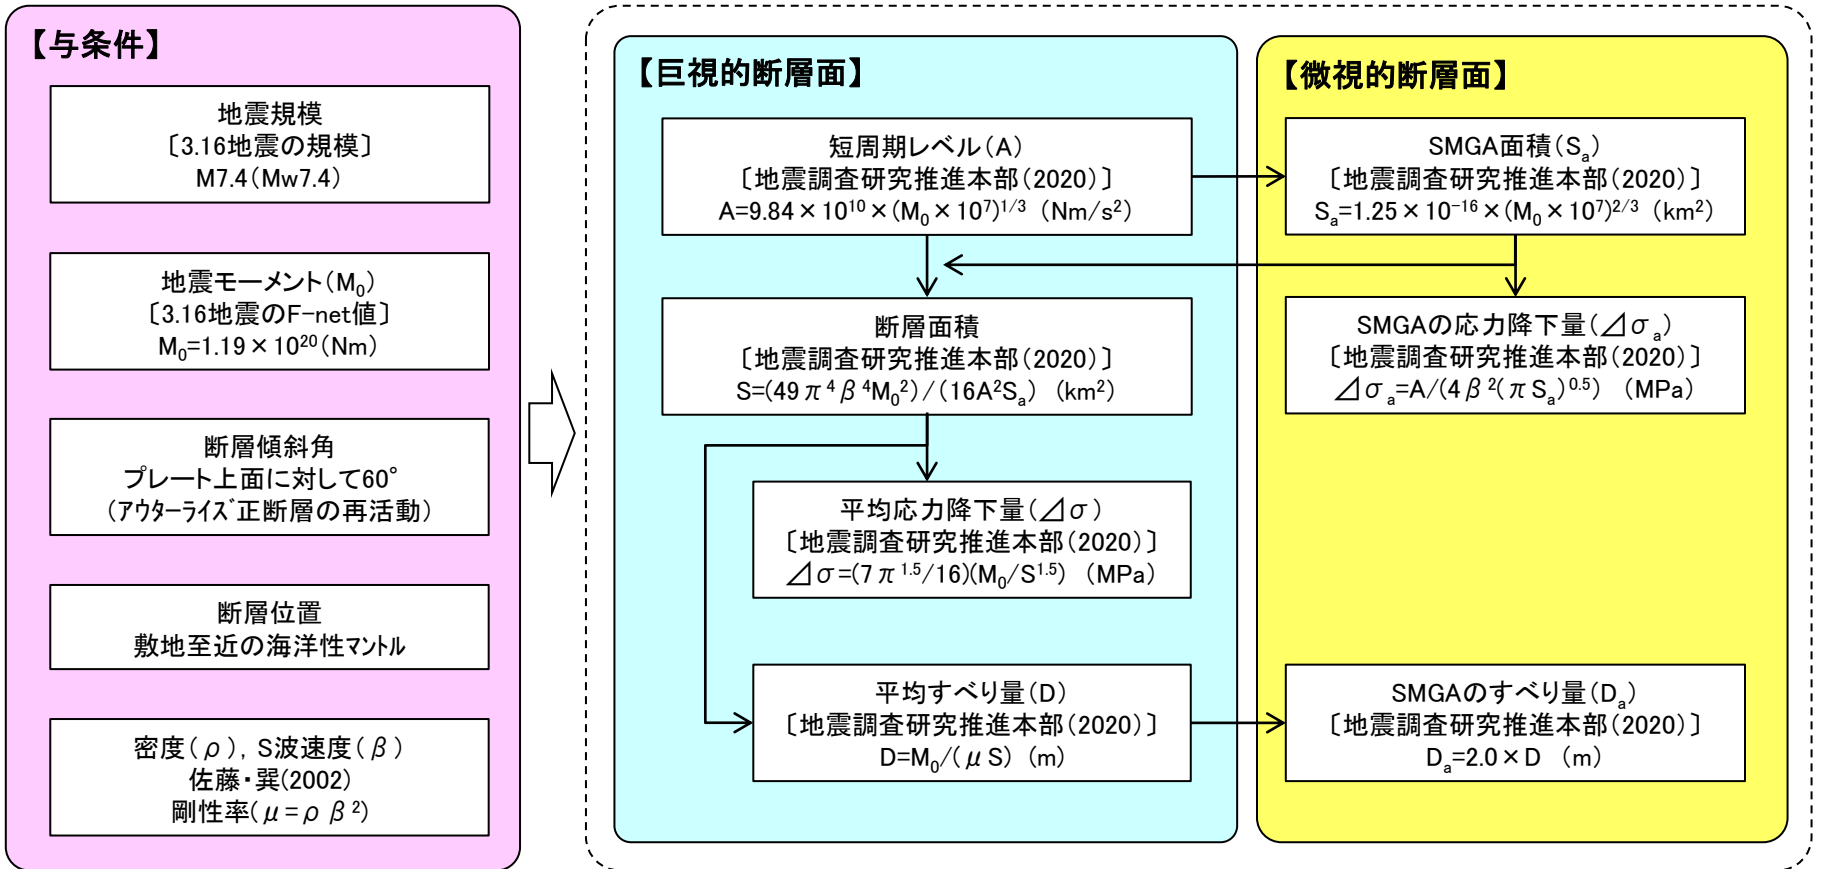 【与条件】
地震規模
〔3.16地震の規模〕
M7.4(Mw7.4)
地震モーメント(M₀)
〔3.16地震のF-net値〕
M₀=1.19×10²⁰(Nm)
断層傾斜角
プレート上面に対して60°
(アウターライズ正断層の再活動)
断層位置
敷地至近の海洋性マントル
密度(ρ), S波速度(β)
佐藤・巽(2002)
剛性率(μ=ρβ²)
【巨視的断層面】
短周期レベル(A)
〔地震調査研究推進本部(2020)〕
A=9.84×10¹⁰×(M₀×10⁷)¹ᐟ³ (Nm/s²)
断層面積
〔地震調査研究推進本部(2020)〕
S=(49π⁴β⁴M₀²)/(16A²Sₐ) (km²)
平均応力降下量(⊿σ)
〔地震調査研究推進本部(2020)〕
⊿σ=(7π^1.5/16)(M₀/S^1.5) (MPa)
平均すべり量(D)
〔地震調査研究推進本部(2020)〕
D=M₀/(μS) (m)
【微視的断層面】
SMGA面積(Sₐ)
〔地震調査研究推進本部(2020)〕
Sₐ=1.25×10⁻¹⁶×(M₀×10⁷)²ᐟ³ (km²)
SMGAの応力降下量(⊿σₐ)
〔地震調査研究推進本部(2020)〕
⊿σₐ=A/(4β²(πSₐ)^0.5) (MPa)
SMGAのすべり量(Dₐ)
〔地震調査研究推進本部(2020)〕
Dₐ=2.0×D (m)